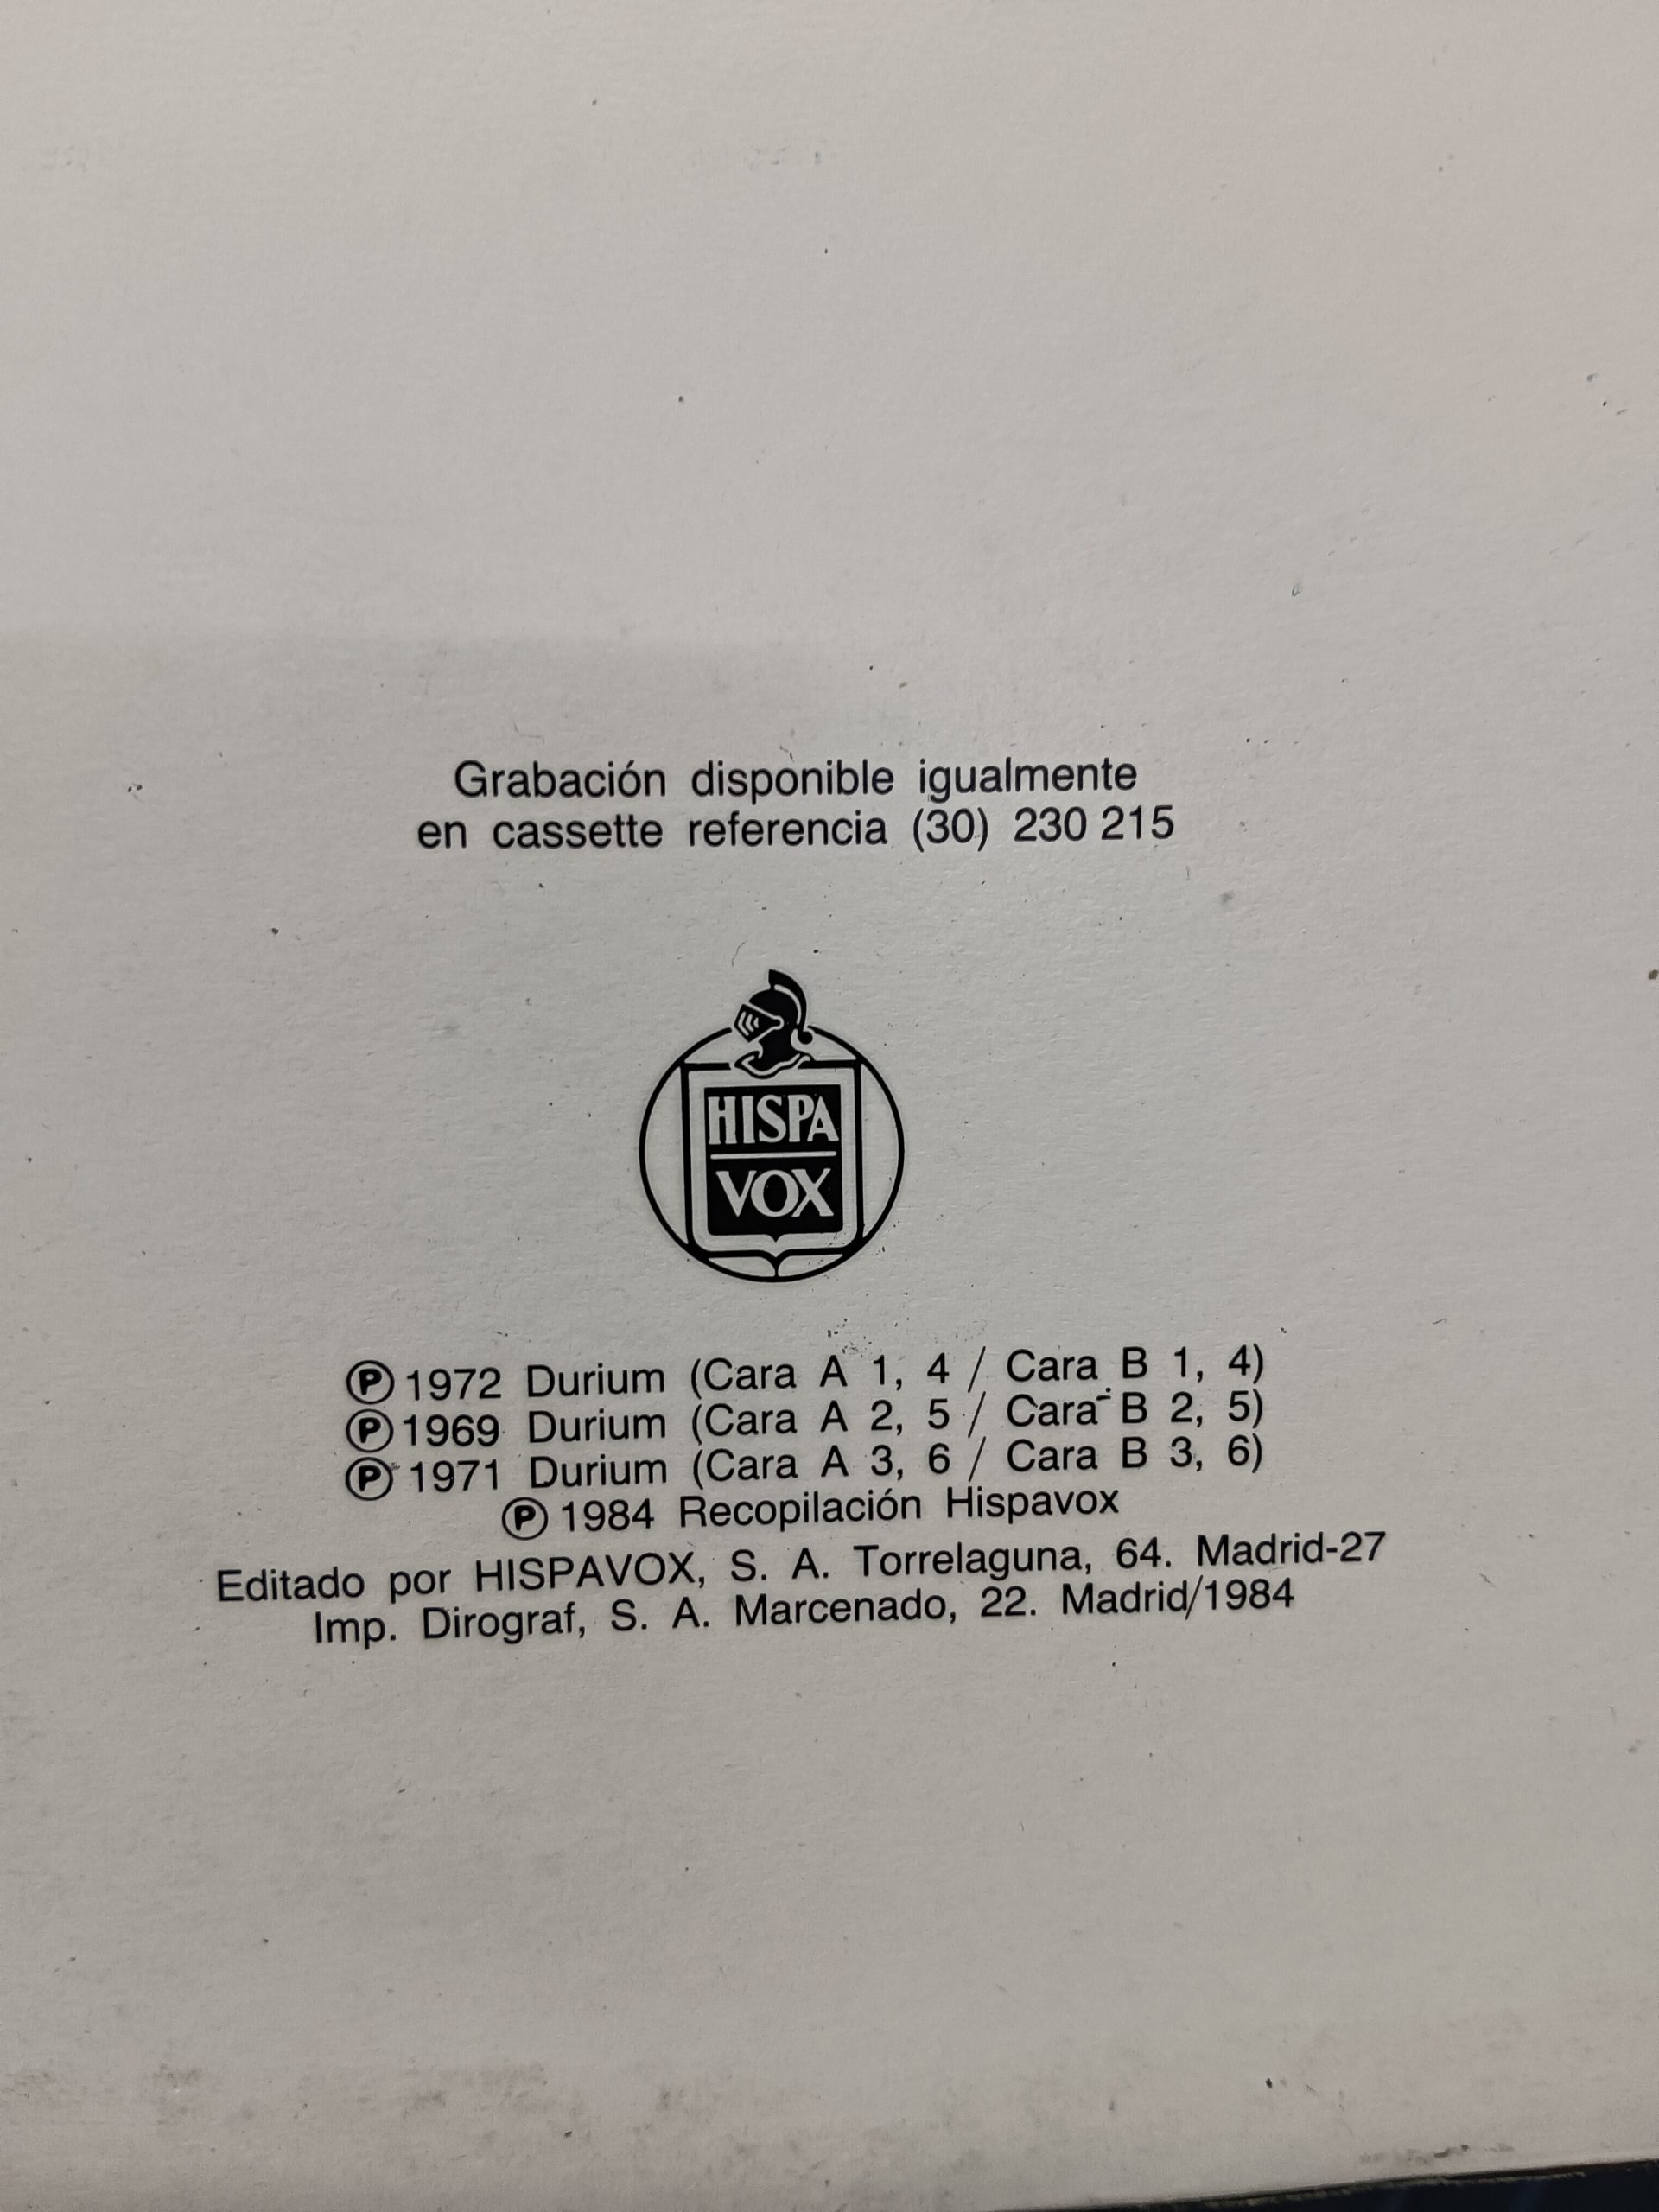 Grabación disponible igualmente
en cassette referencia (30) 230 215
HISPA
VOX
Ⓟ 1972 Durium (Cara A 1, 4 / Cara B 1, 4)
Ⓟ 1969 Durium (Cara A 2, 5 / Cara B 2, 5)
Ⓟ 1971 Durium (Cara A 3, 6 / Cara B 3, 6)
Ⓟ 1984 Recopilación Hispavox
Editado por HISPAVOX, S. A. Torrelaguna, 64. Madrid-27
Imp. Dirograf, S. A. Marcenado, 22. Madrid/1984